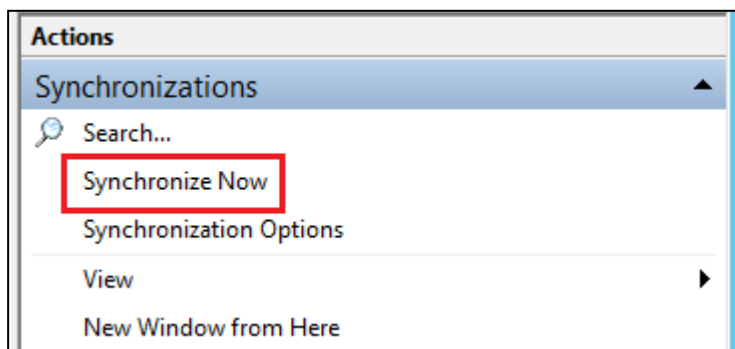 Actions
Synchronizations
Search...
Synchronize Now
Synchronization Options
View
New Window from Here